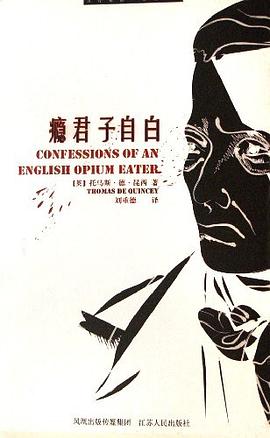 瘾君子自白
CONFESSIONS OF AN
ENGLISH OPIUM EATER
[英] 托马斯·德·昆西 著
THOMAS DE QUINCEY
刘重德 译
凤凰出版传媒集团 江苏人民出版社